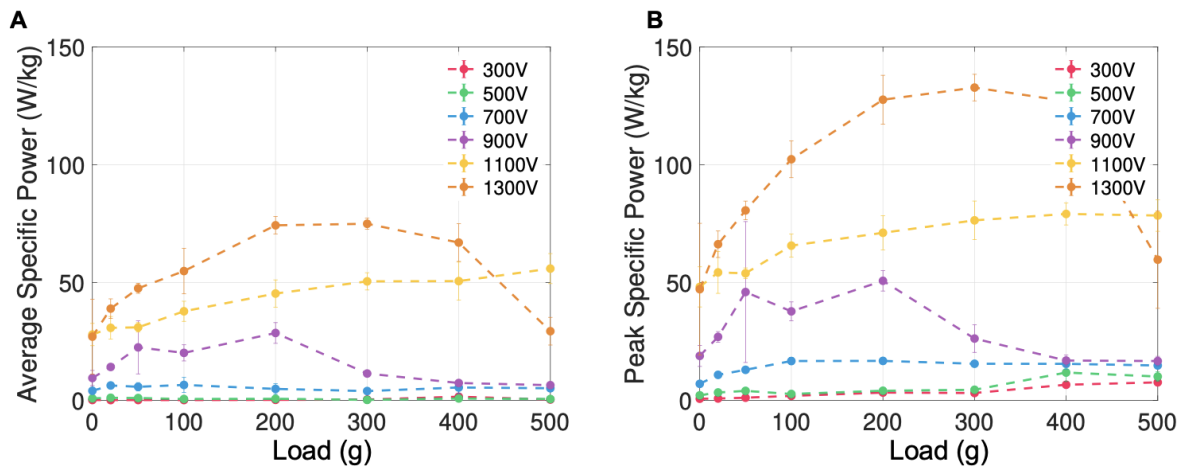 A
Average Specific Power (W/kg)
150
100
50
0
300V
500V
700V
900V
1100V
1300V
0 100 200 300 400 500
Load (g)
B
Peak Specific Power (W/kg)
150
100
50
0
300V
500V
700V
900V
1100V
1300V
0 100 200 300 400 500
Load (g)